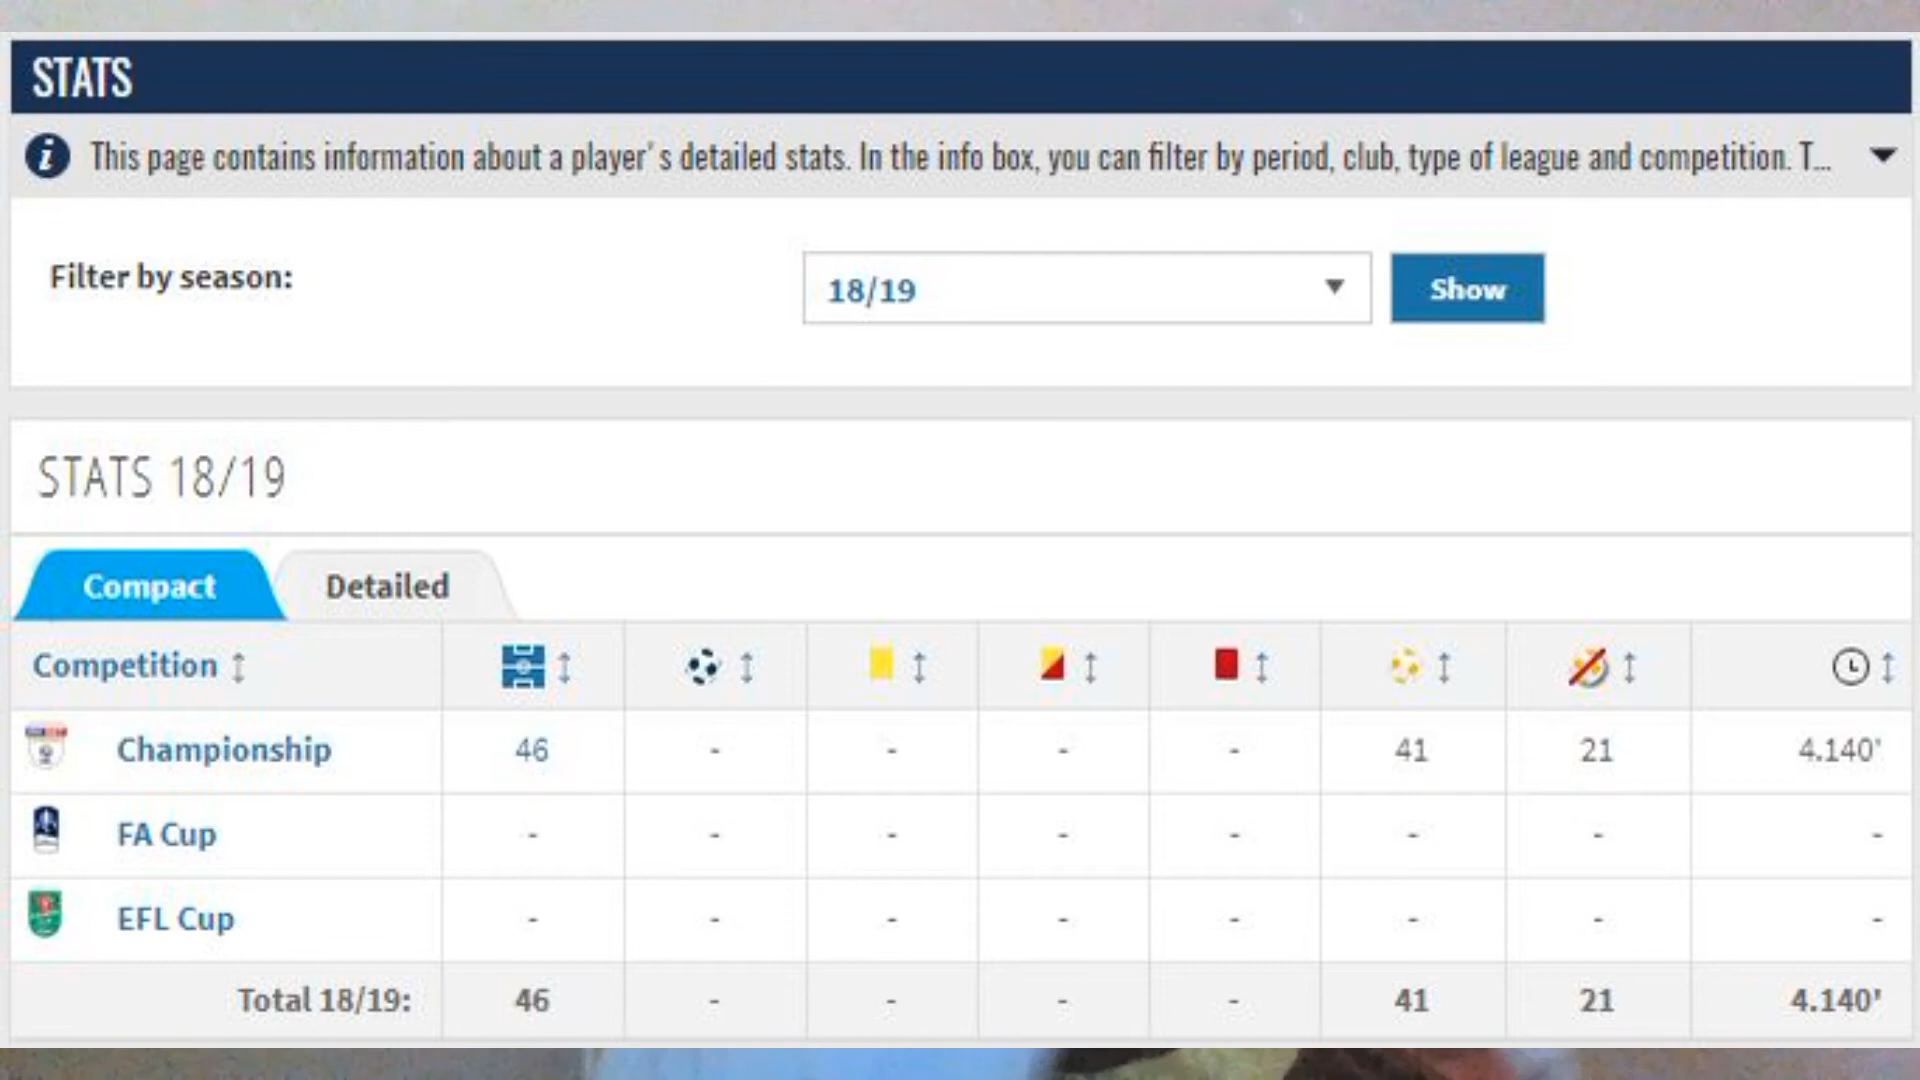 STATS
i This page contains information about a player's detailed stats. In the info box, you can filter by period, club, type of league and competition. T...
Filter by season: 18/19 Show
STATS 18/19
Compact Detailed
Competition
Championship 46 - - - - 41 21 4.140'
FA Cup - - - - - - - -
EFL Cup - - - - - - - -
Total 18/19: 46 - - - - 41 21 4.140'